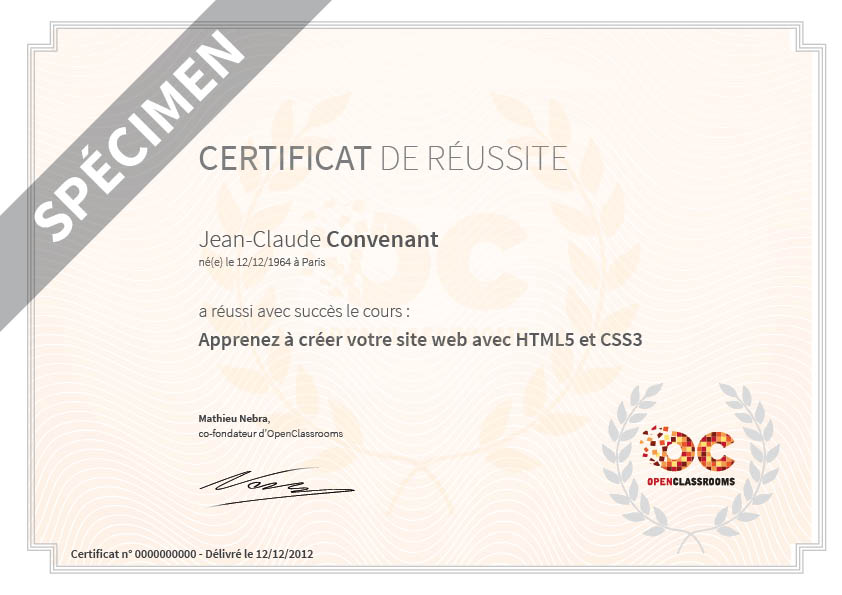 SPÉCIMEN
CERTIFICAT DE RÉUSSITE
Jean-Claude Convenant
né(e) le 12/12/1964 à Paris
a réussi avec succès le cours :
Apprenez à créer votre site web avec HTML5 et CSS3
Mathieu Nebra,
co-fondateur d'OpenClassrooms
OC
OPENCLASSROOMS
Certificat n° 0000000000 - Délivré le 12/12/2012